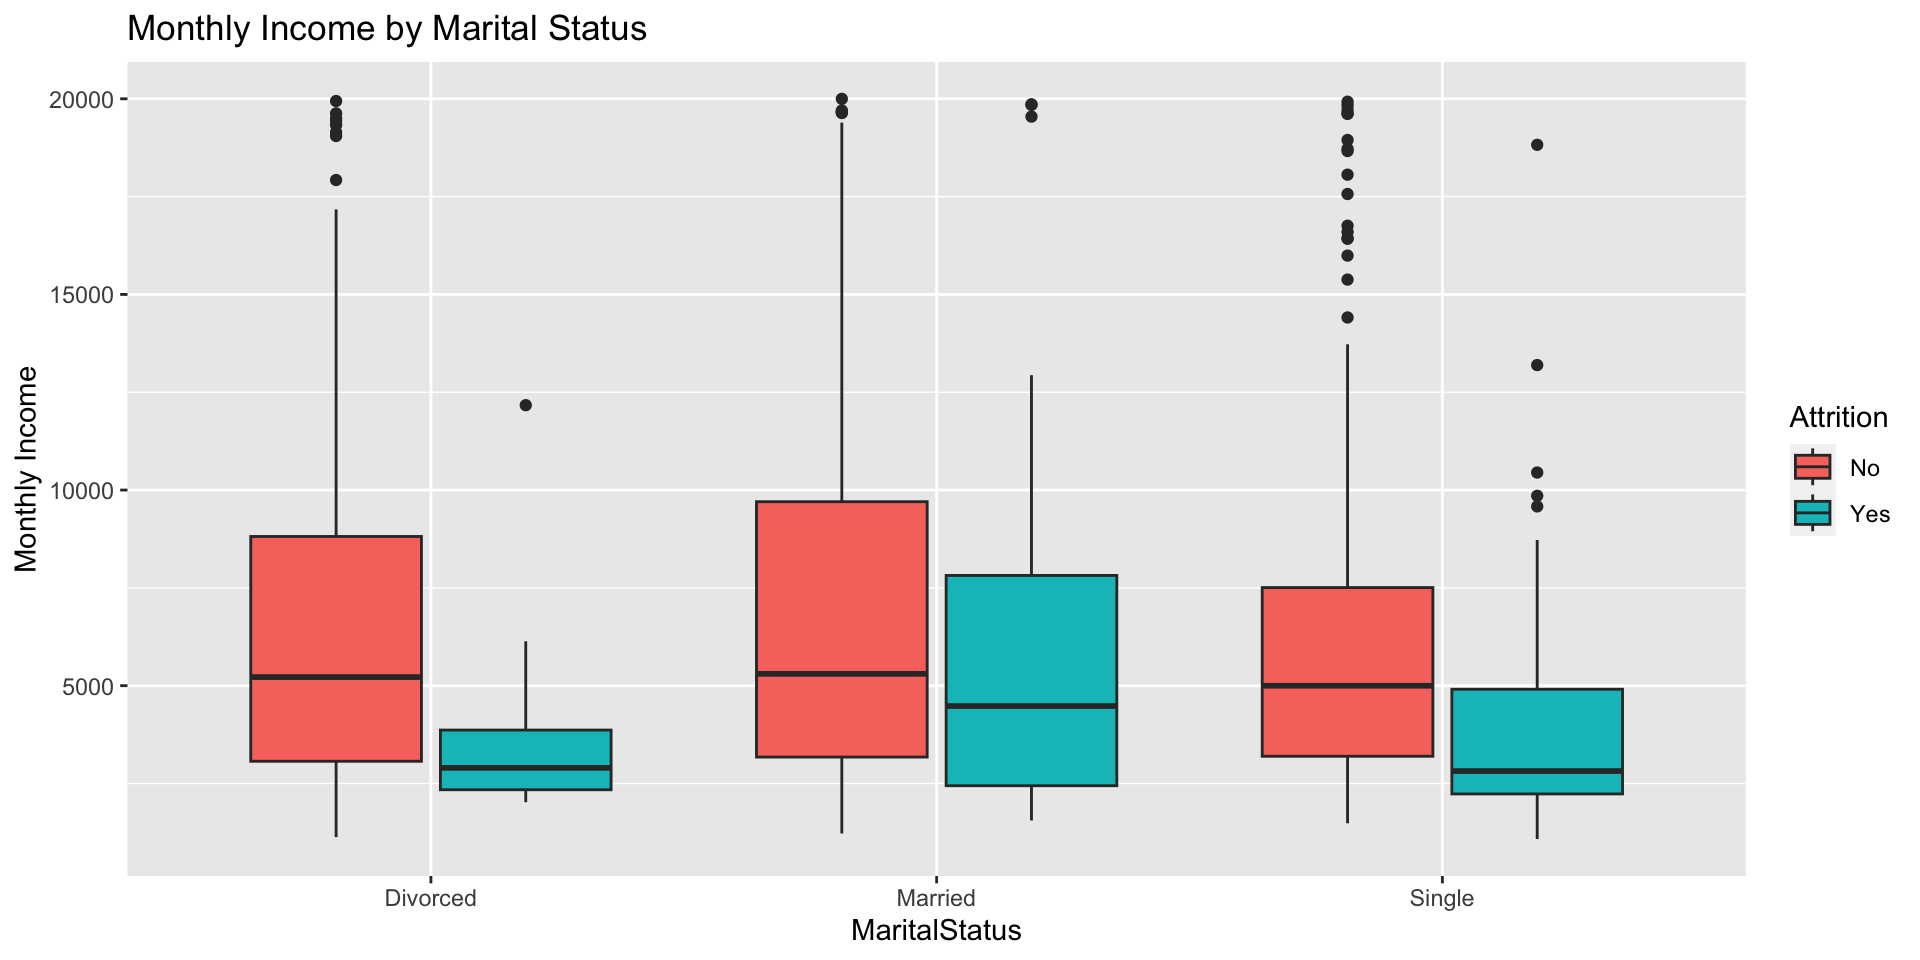 Monthly Income by Marital Status
Monthly Income
20000
15000
10000
5000
Divorced
Married
Single
MaritalStatus
Attrition
No
Yes